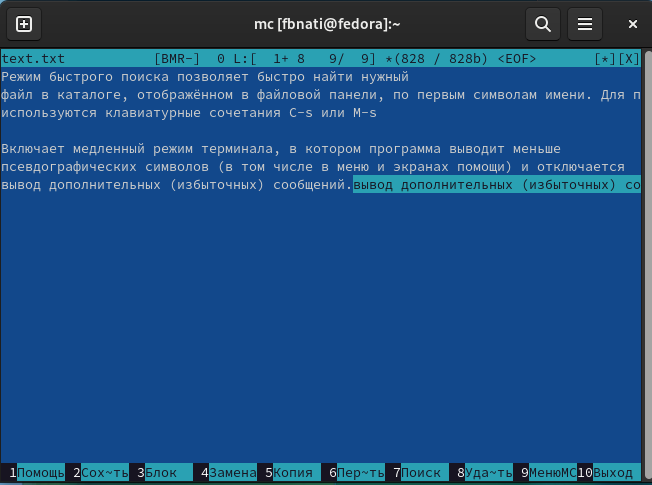 mc [fbnati@fedora]:~
text.txt [BMR-] 0 L:[ 1+ 8 9/ 9] *(828 / 828b) <EOF> [*][X]
Режим быстрого поиска позволяет быстро найти нужный
файл в каталоге, отображённом в файловой панели, по первым символам имени. Для п
используются клавиатурные сочетания C-s или M-s
Включает медленный режим терминала, в котором программа выводит меньше
псевдографических символов (в том числе в меню и экранах помощи) и отключается
вывод дополнительных (избыточных) сообщений.вывод дополнительных (избыточных) со
1Помощь 2Сох~ть 3Блок 4Замена 5Копия 6Пер~ть 7Поиск 8Уда~ть 9МенюMC 10Выход